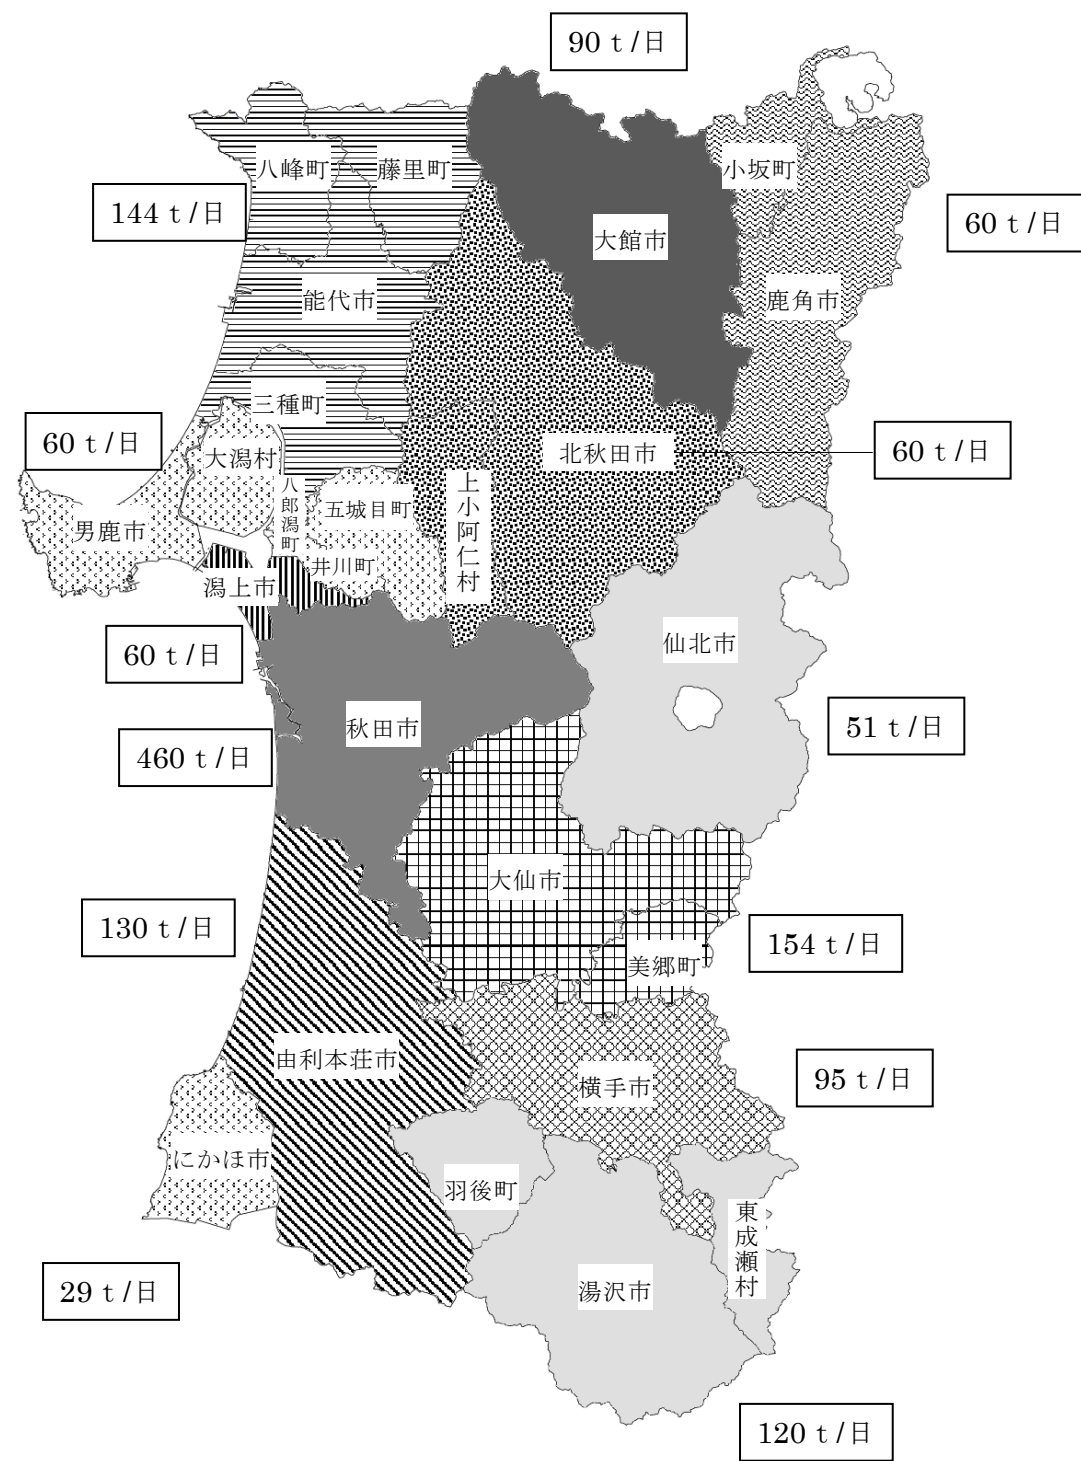 90 t/日
八峰町
藤里町
小坂町
144 t/日
60 t/日
大館市
能代市
鹿角市
三種町
60 t/日
大潟村
北秋田市
60 t/日
八郎潟町
五城目町
上小阿仁村
男鹿市
井川町
潟上市
60 t/日
仙北市
秋田市
51 t/日
460 t/日
大仙市
130 t/日
154 t/日
美郷町
由利本荘市
横手市
95 t/日
にかほ市
羽後町
東成瀬村
29 t/日
湯沢市
120 t/日